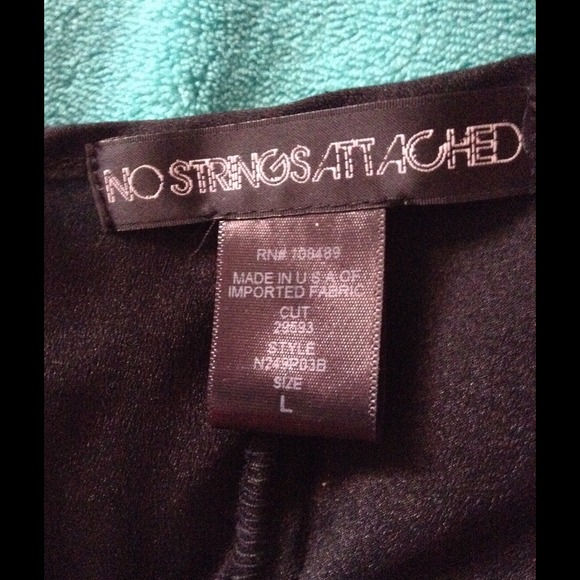 NO STRINGS ATTACHED
RN# 108489
MADE IN U S A OF
IMPORTED FABRIC
CUT
29593
STYLE
N249P03B
SIZE
L